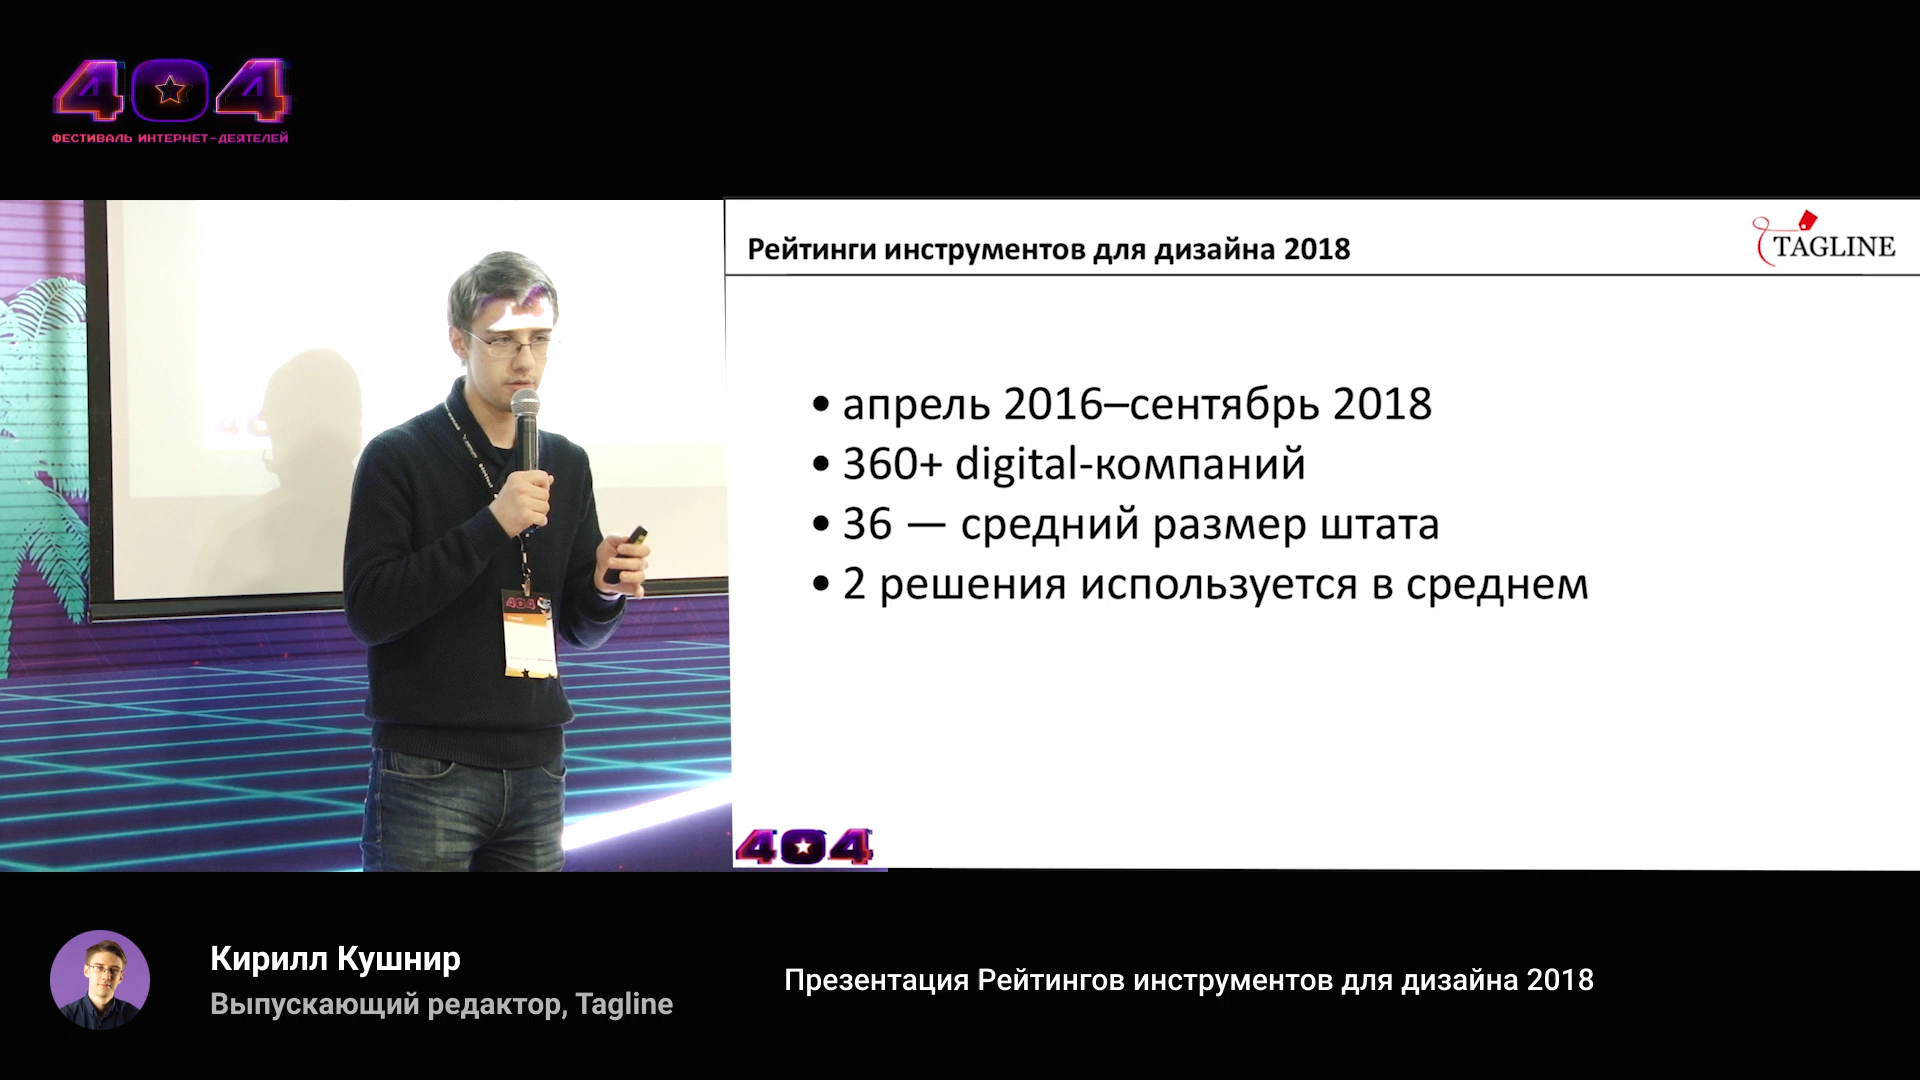 404
ФЕСТИВАЛЬ ИНТЕРНЕТ-ДЕЯТЕЛЕЙ
Рейтинги инструментов для дизайна 2018
TAGLINE
• апрель 2016–сентябрь 2018
• 360+ digital-компаний
• 36 — средний размер штата
• 2 решения используется в среднем
404
404
Кирилл Кушнир
Выпускающий редактор, Tagline
Презентация Рейтингов инструментов для дизайна 2018